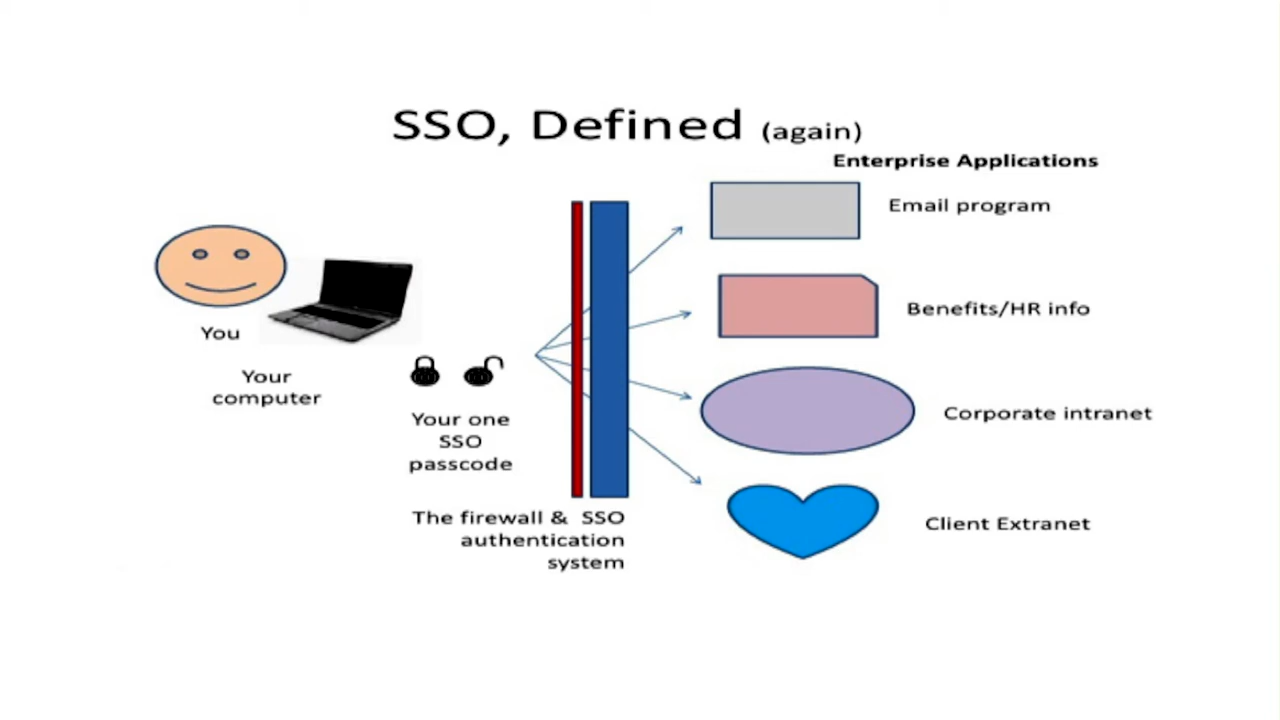 SSO, Defined (again)
Enterprise Applications
Email program
You
Benefits/HR info
Your
computer
Your one
SSO
passcode
Corporate intranet
The firewall & SSO
authentication
system
Client Extranet